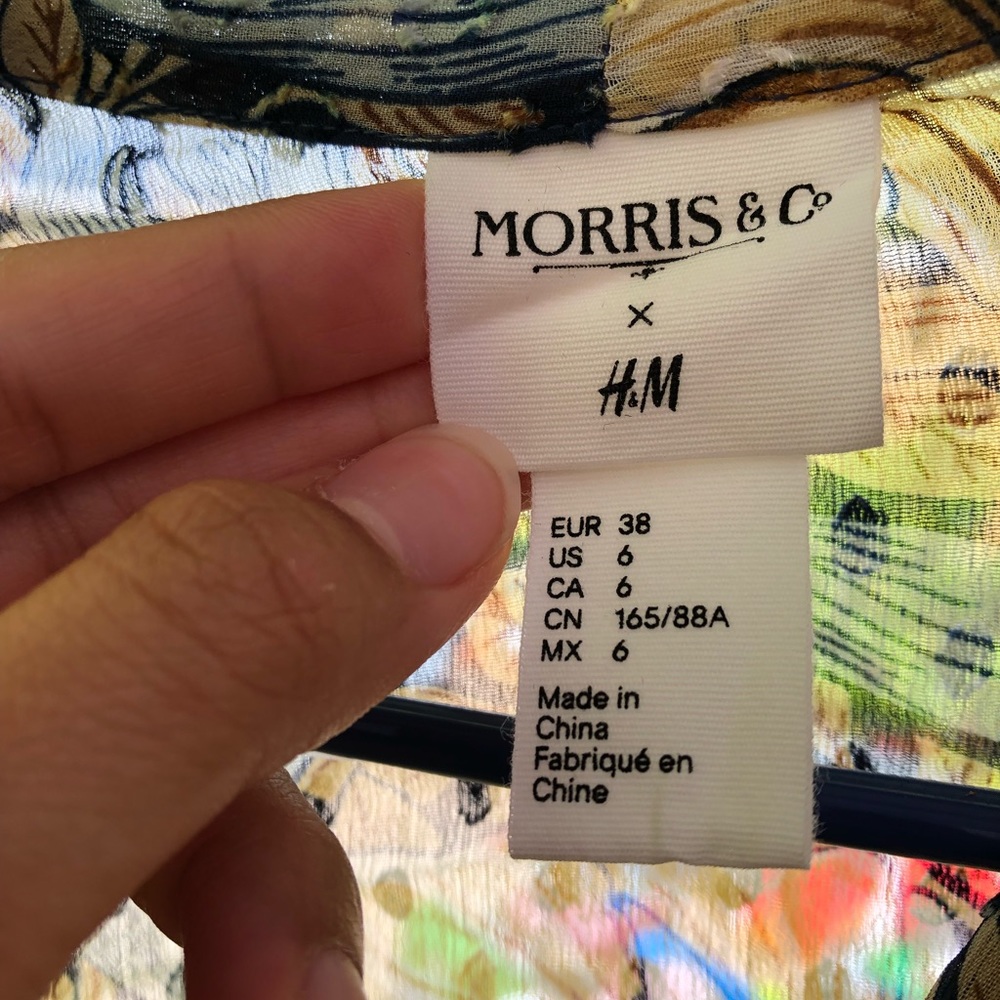 MORRIS & Co
×
H&M
EUR 38
US 6
CA 6
CN 165/88A
MX 6
Made in
China
Fabriqué en
Chine